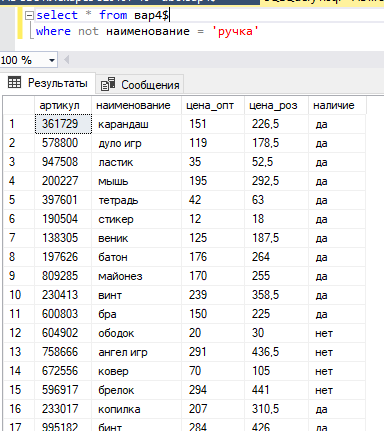 select * from вар4$
where not наименование = 'ручка'
100 %
Результаты Сообщения
артикул наименование цена_опт цена_роз наличие
1 361729 карандаш 151 226,5 да
2 578800 дуло игр 119 178,5 да
3 947508 ластик 35 52,5 да
4 200227 мышь 195 292,5 да
5 397601 тетрадь 42 63 да
6 190504 стикер 12 18 да
7 138305 веник 125 187,5 да
8 197626 батон 176 264 да
9 809285 майонез 170 255 да
10 230413 винт 239 358,5 да
11 600803 бра 150 225 да
12 604902 ободок 20 30 нет
13 758666 ангел игр 291 436,5 нет
14 672556 ковер 70 105 нет
15 596917 брелок 294 441 нет
16 233017 копилка 207 310,5 да
17 995182 бинт 284 426 да